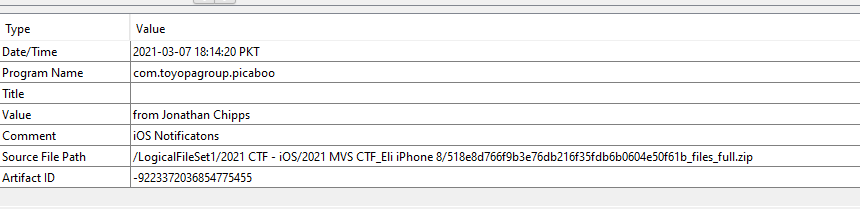 Type Value
Date/Time 2021-03-07 18:14:20 PKT
Program Name com.toyopagroup.picaboo
Title
Value from Jonathan Chipps
Comment iOS Notificatons
Source File Path /LogicalFileSet1/2021 CTF - iOS/2021 MVS CTF_Eli iPhone 8/518e8d766f9b3e76db216f35fdb6b0604e50f61b_files_full.zip
Artifact ID -9223372036854775455